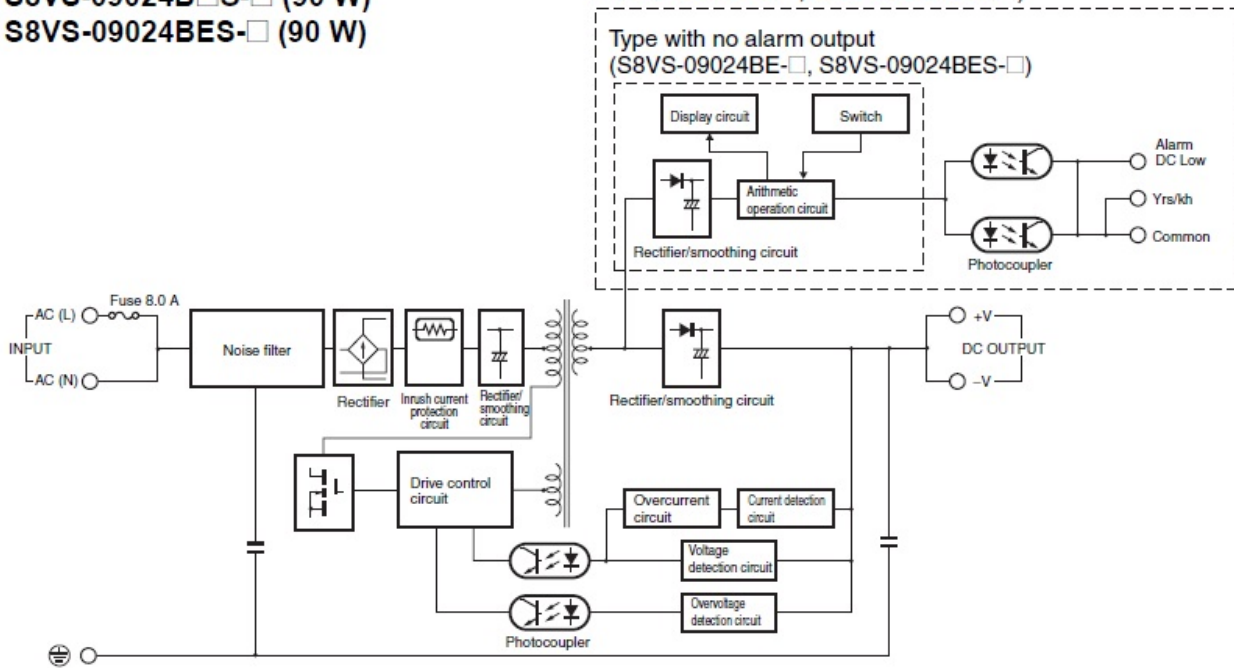 S8VS-09024BES-□ (90 W)
Type with no alarm output
(S8VS-09024BE-□, S8VS-09024BES-□)
Display circuit
Switch
Arithmetic
operation circuit
Rectifier/smoothing circuit
Alarm
DC Low
Yrs/kh
Common
Photocoupler
AC (L)
Fuse 8.0 A
INPUT
AC (N)
Noise filter
Rectifier
Inrush current
protection
circuit
Rectifier/
smoothing
circuit
Rectifier/smoothing circuit
+V
DC OUTPUT
–V
Drive control
circuit
Overcurrent
circuit
Current detection
circuit
Voltage
detection circuit
Overvoltage
detection circuit
Photocoupler